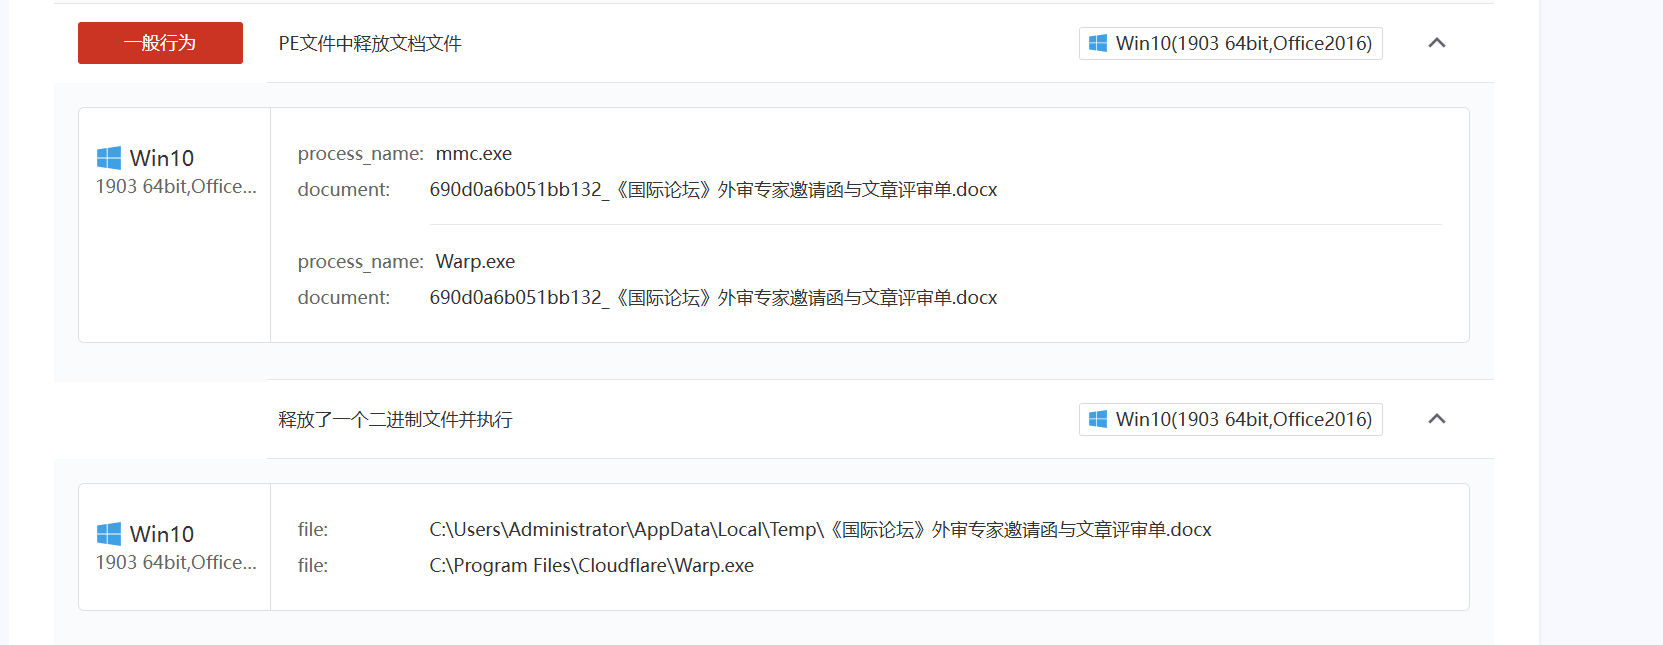 一般行为
PE文件中释放文档文件
Win10(1903 64bit,Office2016)
Win10
1903 64bit,Office...
process_name: mmc.exe
document: 690d0a6b051bb132_《国际论坛》外审专家邀请函与文章评审单.docx
process_name: Warp.exe
document: 690d0a6b051bb132_《国际论坛》外审专家邀请函与文章评审单.docx
释放了一个二进制文件并执行
Win10(1903 64bit,Office2016)
Win10
1903 64bit,Office...
file: C:\Users\Administrator\AppData\Local\Temp\《国际论坛》外审专家邀请函与文章评审单.docx
file: C:\Program Files\Cloudflare\Warp.exe